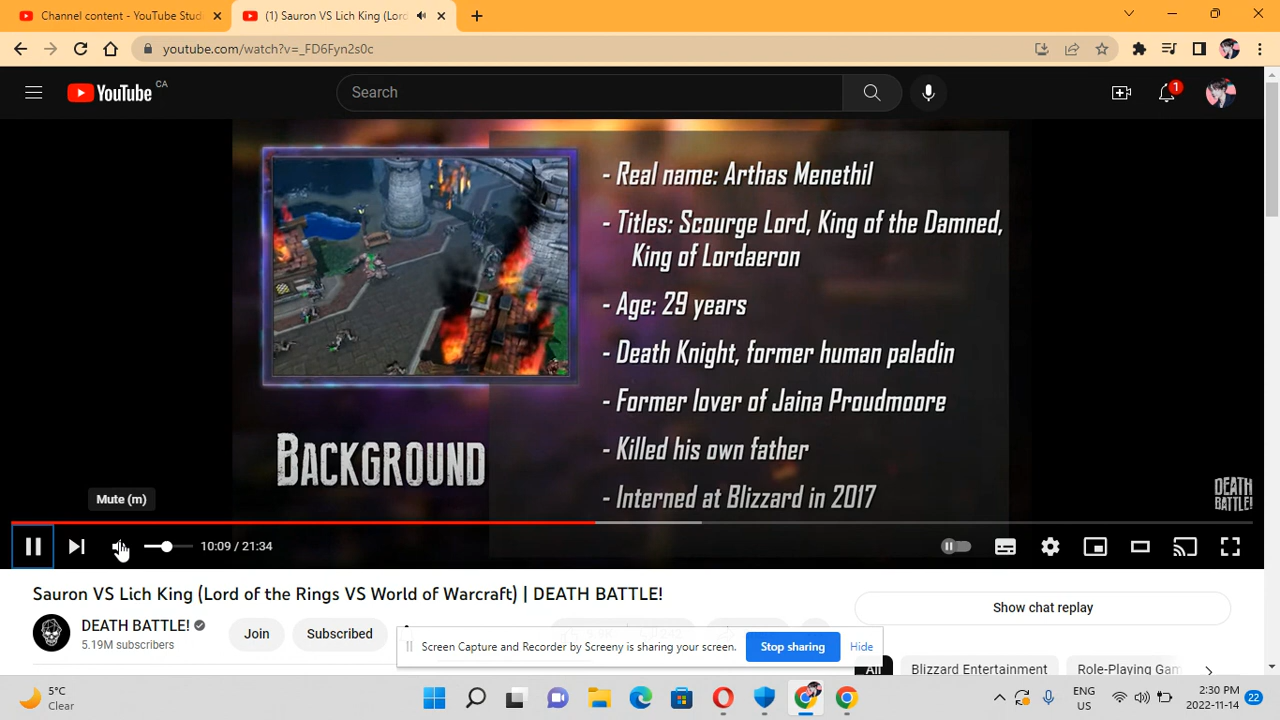 Channel content - YouTube Stud
(1) Sauron VS Lich King (Lord
youtube.com/watch?v=_FD6Fyn2s0c
YouTube
CA
Search
1
- Real name: Arthas Menethil
- Titles: Scourge Lord, King of the Damned,
King of Lordaeron
- Age: 29 years
- Death Knight, former human paladin
- Former lover of Jaina Proudmoore
- Killed his own father
- Interned at Blizzard in 2017
BACKGROUND
DEATH
BATTLE!
Mute (m)
10:09 / 21:34
Sauron VS Lich King (Lord of the Rings VS World of Warcraft) | DEATH BATTLE!
DEATH BATTLE!
5.19M subscribers
Join
Subscribed
Show chat replay
Screen Capture and Recorder by Screeny is sharing your screen.
Stop sharing
Hide
All
Blizzard Entertainment
Role-Playing Gam
5°C
Clear
ENG
US
2:30 PM
2022-11-14
22